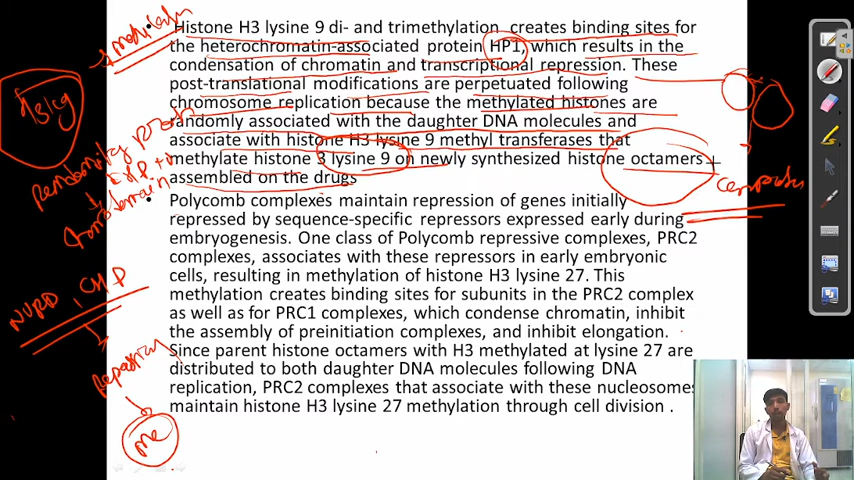 Histone H3 lysine 9 di- and trimethylation creates binding sites for
the heterochromatin-associated protein HP1, which results in the
condensation of chromatin and transcriptional repression. These
post-translational modifications are perpetuated following
chromosome replication because the methylated histones are
randomly associated with the daughter DNA molecules and
associate with histone H3 lysine 9 methyl transferases that
methylate histone 3 lysine 9 on newly synthesized histone octamers
assembled on the drugs
Polycomb complexes maintain repression of genes initially
repressed by sequence-specific repressors expressed early during
embryogenesis. One class of Polycomb repressive complexes, PRC2
complexes, associates with these repressors in early embryonic
cells, resulting in methylation of histone H3 lysine 27. This
methylation creates binding sites for subunits in the PRC2 complex
as well as for PRC1 complexes, which condense chromatin, inhibit
the assembly of preinitiation complexes, and inhibit elongation.
Since parent histone octamers with H3 methylated at lysine 27 are
distributed to both daughter DNA molecules following DNA
replication, PRC2 complexes that associate with these nucleosomes
maintain histone H3 lysine 27 methylation through cell division .
me